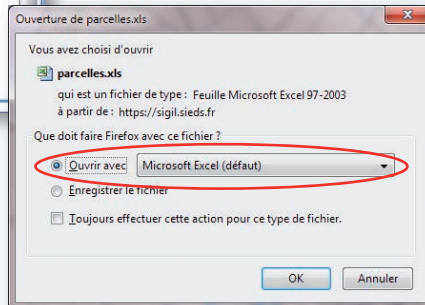 Ouverture de parcelles.xls
Vous avez choisi d'ouvrir
parcelles.xls
qui est un fichier de type : Feuille Microsoft Excel 97-2003
à partir de : https://sigil.sieds.fr
Que doit faire Firefox avec ce fichier ?
Ouvrir avec Microsoft Excel (défaut)
Enregistrer le fichier
Toujours effectuer cette action pour ce type de fichier.
OK Annuler